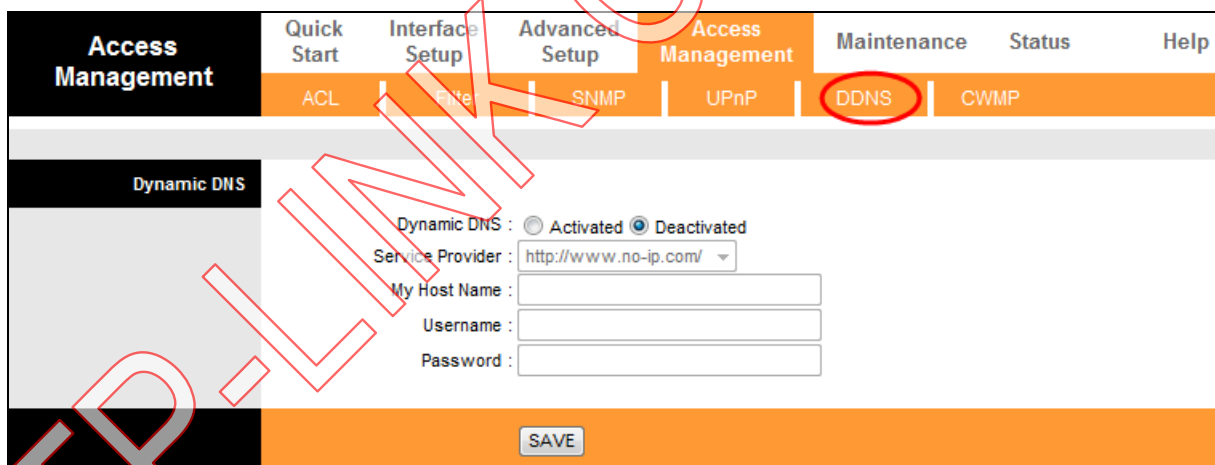 Access Management
Quick Start
Interface Setup
Advanced Setup
Access Management
Maintenance
Status
Help
ACL
Filter
SNMP
UPnP
DDNS
CWMP
Dynamic DNS
Dynamic DNS : Activated Deactivated
Service Provider : http://www.no-ip.com/
My Host Name :
Username :
Password :
SAVE
TP-LINK